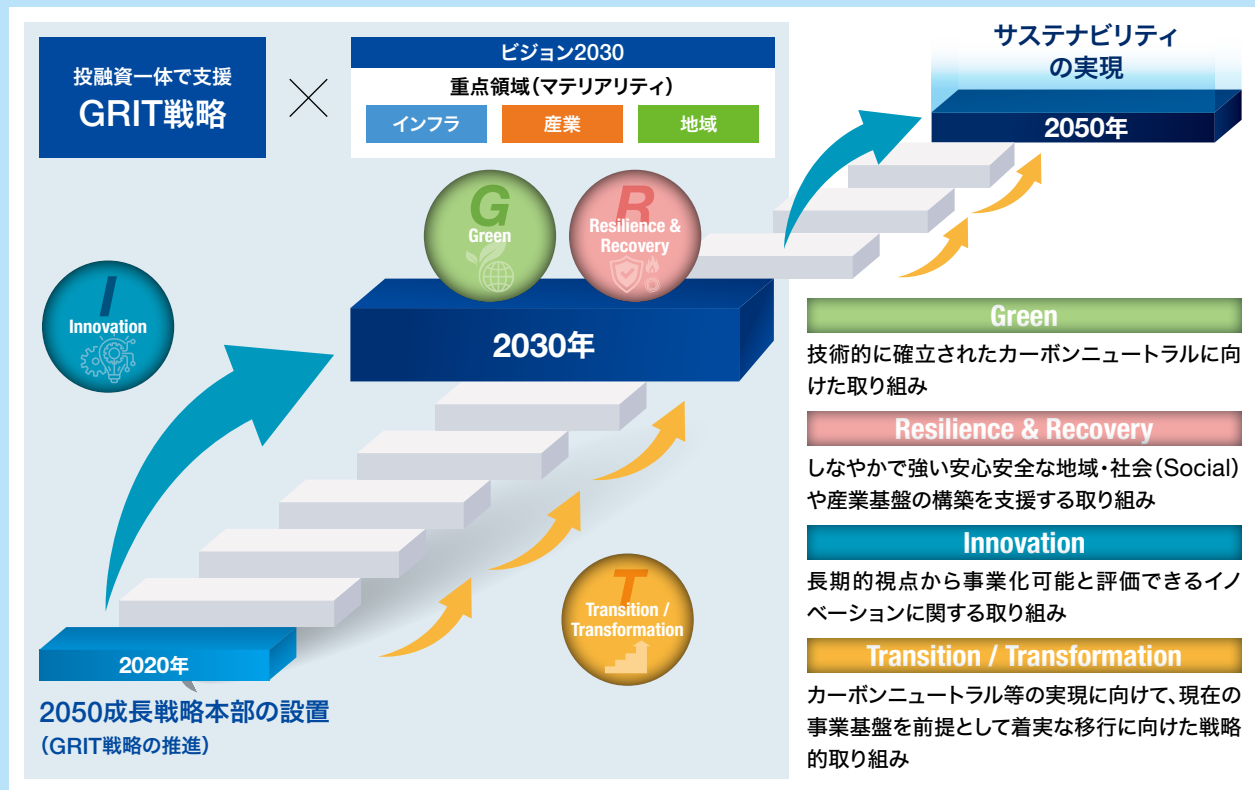 投融資一体で支援
GRIT戦略
ビジョン2030
重点領域（マテリアリティ）
インフラ
産業
地域
サステナビリティ
の実現
2050年
G
Green
R
Resilience &
Recovery
I
Innovation
2030年
T
Transition /
Transformation
2020年
2050成長戦略本部の設置
（GRIT戦略の推進）
Green
技術的に確立されたカーボンニュートラルに向
けた取り組み
Resilience & Recovery
しなやかで強い安心安全な地域・社会（Social）
や産業基盤の構築を支援する取り組み
Innovation
長期的視点から事業化可能と評価できるイノ
ベーションに関する取り組み
Transition / Transformation
カーボンニュートラル等の実現に向けて、現在の
事業基盤を前提として着実な移行に向けた戦略
的取り組み